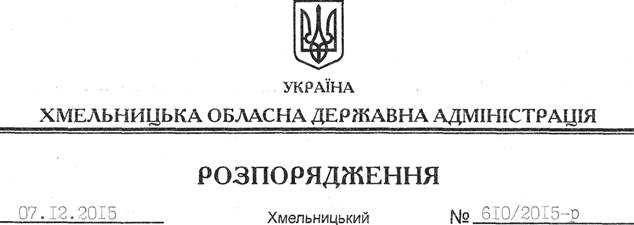 УКРАЇНА
ХМЕЛЬНИЦЬКА ОБЛАСНА ДЕРЖАВНА АДМІНІСТРАЦІЯ
РОЗПОРЯДЖЕННЯ
07.12.2015 Хмельницький № 610/2015-р